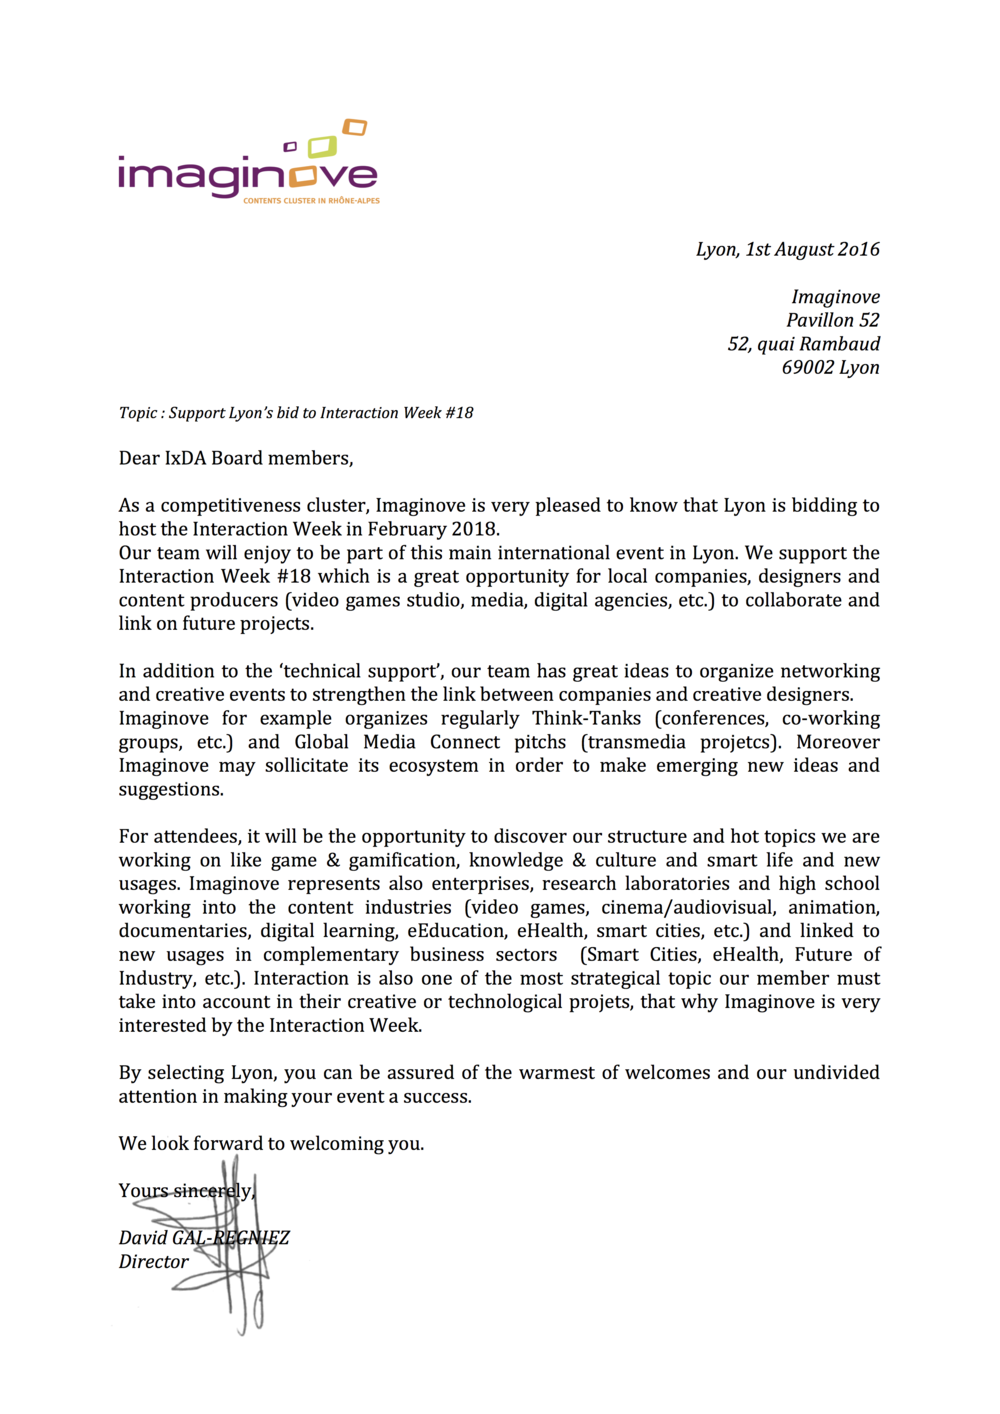 imaginove
CONTENTS CLUSTER IN RHÔNE-ALPES
Lyon, 1st August 2o16
Imaginove
Pavillon 52
52, quai Rambaud
69002 Lyon
Topic : Support Lyon’s bid to Interaction Week #18
Dear IxDA Board members,
As a competitiveness cluster, Imaginove is very pleased to know that Lyon is bidding to
host the Interaction Week in February 2018.
Our team will enjoy to be part of this main international event in Lyon. We support the
Interaction Week #18 which is a great opportunity for local companies, designers and
content producers (video games studio, media, digital agencies, etc.) to collaborate and
link on future projects.
In addition to the ‘technical support’, our team has great ideas to organize networking
and creative events to strengthen the link between companies and creative designers.
Imaginove for example organizes regularly Think-Tanks (conferences, co-working
groups, etc.) and Global Media Connect pitchs (transmedia projetcs). Moreover
Imaginove may sollicitate its ecosystem in order to make emerging new ideas and
suggestions.
For attendees, it will be the opportunity to discover our structure and hot topics we are
working on like game & gamification, knowledge & culture and smart life and new
usages. Imaginove represents also enterprises, research laboratories and high school
working into the content industries (video games, cinema/audiovisual, animation,
documentaries, digital learning, eEducation, eHealth, smart cities, etc.) and linked to
new usages in complementary business sectors (Smart Cities, eHealth, Future of
Industry, etc.). Interaction is also one of the most strategical topic our member must
take into account in their creative or technological projets, that why Imaginove is very
interested by the Interaction Week.
By selecting Lyon, you can be assured of the warmest of welcomes and our undivided
attention in making your event a success.
We look forward to welcoming you.
Yours sincerely,
David GAL-REGNIEZ
Director